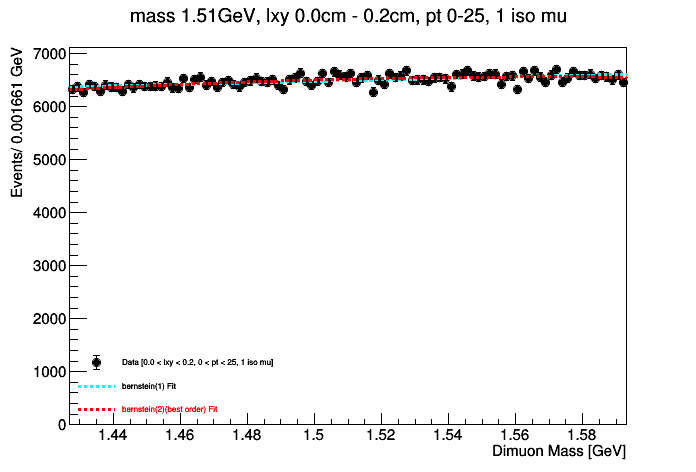 mass 1.51GeV, lxy 0.0cm - 0.2cm, pt 0-25, 1 iso mu
Events/ 0.001661 GeV
7000
6000
5000
4000
3000
2000
1000
0
Data [0.0 < lxy < 0.2, 0 < pt < 25, 1 iso mu]
bernstein(1) Fit
bernstein(2)(best order) Fit
1.44 1.46 1.48 1.5 1.52 1.54 1.56 1.58
Dimuon Mass [GeV]